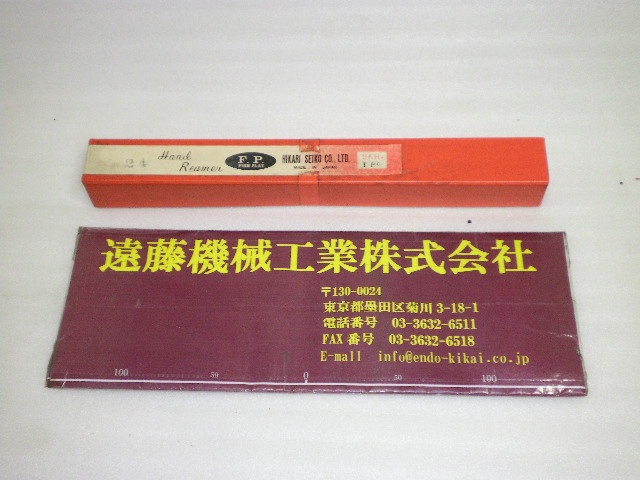 24
Hand
Reamer
F P
FINE PLAY
HIKARI SEIKO CO., LTD.
MADE IN JAPAN
1 Pc.
遠藤機械工業株式会社
〒130-0024
東京都墨田区菊川 3-18-1
電話番号 03-3632-6511
FAX 番号 03-3632-6518
E-mail info@endo-kikai.co.jp
100 50 0 50 100